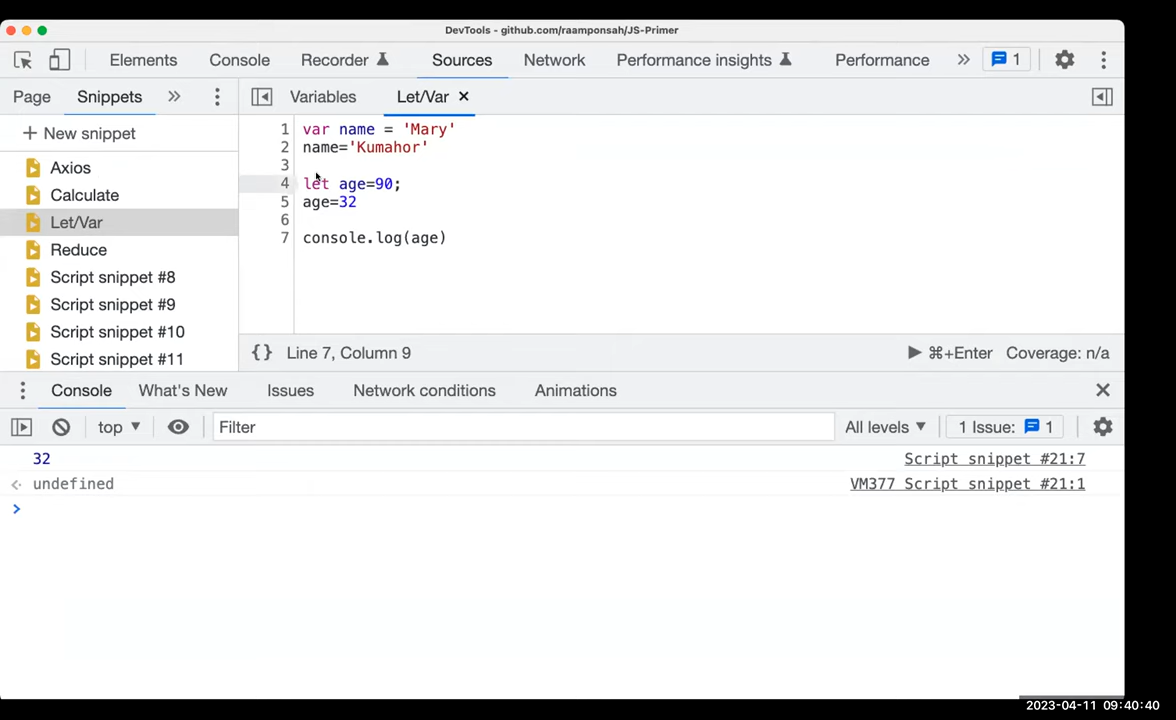 DevTools - github.com/raamponsah/JS-Primer
Elements Console Recorder Sources Network Performance insights Performance » 1
Page Snippets » Variables Let/Var ×
+ New snippet
Axios
Calculate
Let/Var
Reduce
Script snippet #8
Script snippet #9
Script snippet #10
Script snippet #11
1 var name = 'Mary'
2 name='Kumahor'
3
4 let age=90;
5 age=32
6
7 console.log(age)
{} Line 7, Column 9 ⌘+Enter Coverage: n/a
Console What's New Issues Network conditions Animations
top ▼ Filter All levels ▼ 1 Issue: 1
32 Script snippet #21:7
undefined VM377 Script snippet #21:1
>
2023-04-11 09:40:40